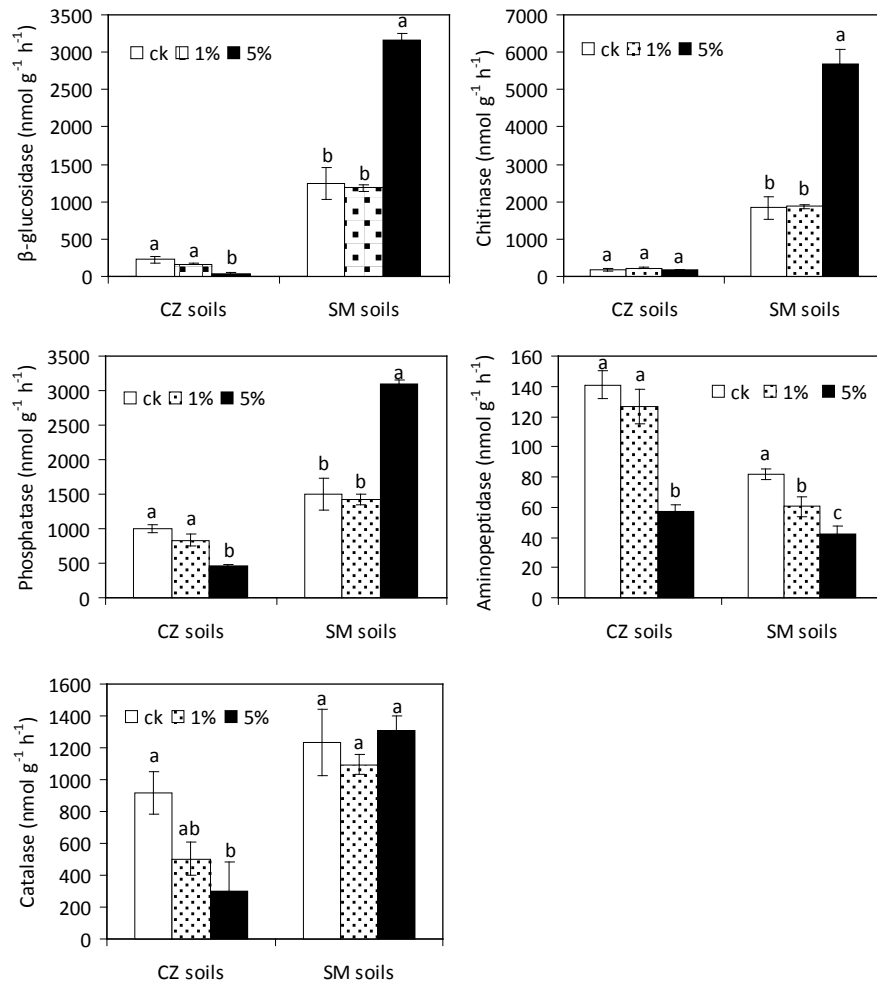 β-glucosidase (nmol g⁻¹ h⁻¹)
3500
3000
2500
2000
1500
1000
500
0
ck 1% 5%
a
a
b
b
b
a
CZ soils SM soils
Chitinase (nmol g⁻¹ h⁻¹)
7000
6000
5000
4000
3000
2000
1000
0
ck 1% 5%
a
a
a
b
b
a
CZ soils SM soils
Phosphatase (nmol g⁻¹ h⁻¹)
3500
3000
2500
2000
1500
1000
500
0
ck 1% 5%
a
a
b
b
b
a
CZ soils SM soils
Aminopeptidase (nmol g⁻¹ h⁻¹)
160
140
120
100
80
60
40
20
0
ck 1% 5%
a
a
b
a
b
c
CZ soils SM soils
Catalase (nmol g⁻¹ h⁻¹)
1600
1400
1200
1000
800
600
400
200
0
ck 1% 5%
a
ab
b
a
a
a
CZ soils SM soils